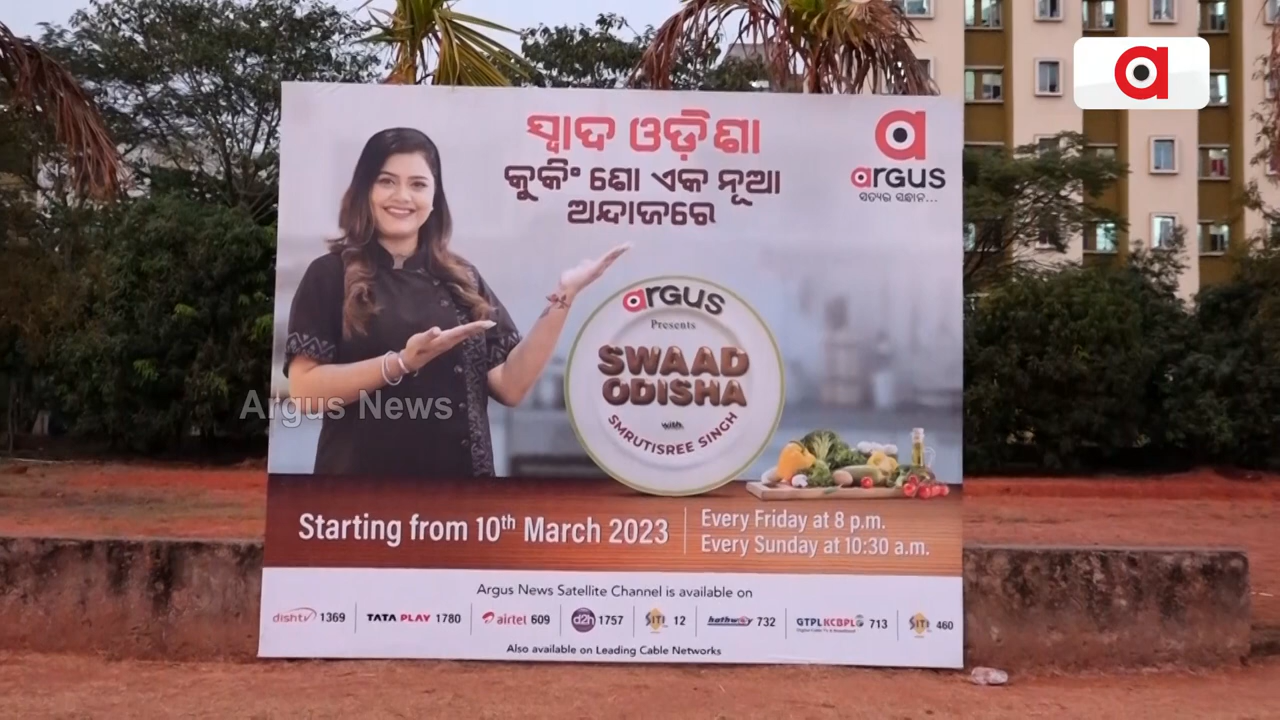 ସ୍ୱାଦ ଓଡ଼ିଶା
କୁକିଂ ଶୋ ଏକ ନୂଆ
ଅନ୍ଦାଜରେ
argus
ସତ୍ୟର ସନ୍ଧାନ...
argus
Presents
SWAAD
ODISHA
with
SMRUTISREE SINGH
Argus News
Starting from 10th March 2023
Every Friday at 8 p.m.
Every Sunday at 10:30 a.m.
Argus News Satellite Channel is available on
dishtv 1369 TATA PLAY 1780 airtel 609 d2h 1757 SITI 12 hathway 732 GTPL KCBPL 713 SITI 460
Also available on Leading Cable Networks